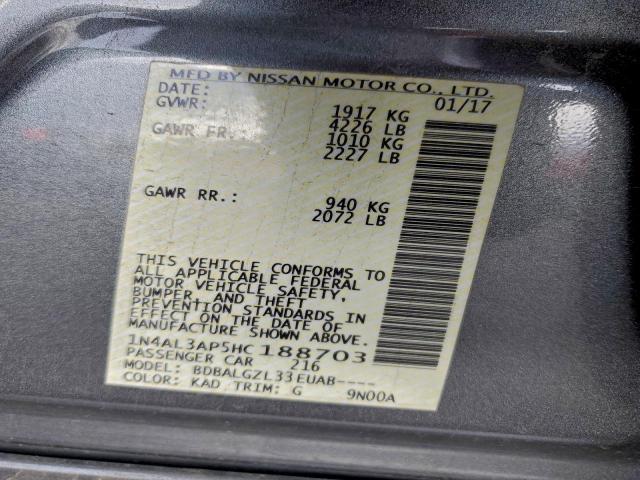 MFD BY NISSAN MOTOR CO., LTD.
DATE: 01/17
GVWR: 1917 KG
4226 LB
GAWR FR.: 1010 KG
2227 LB
GAWR RR.: 940 KG
2072 LB
THIS VEHICLE CONFORMS TO
ALL APPLICABLE FEDERAL
MOTOR VEHICLE SAFETY,
BUMPER, AND THEFT
PREVENTION STANDARDS IN
EFFECT ON THE DATE OF
MANUFACTURE SHOWN ABOVE.
1N4AL3AP5HC188703
PASSENGER CAR 216
MODEL: BDBALGZL33EUAB----
COLOR: KAD TRIM: G 9N00A